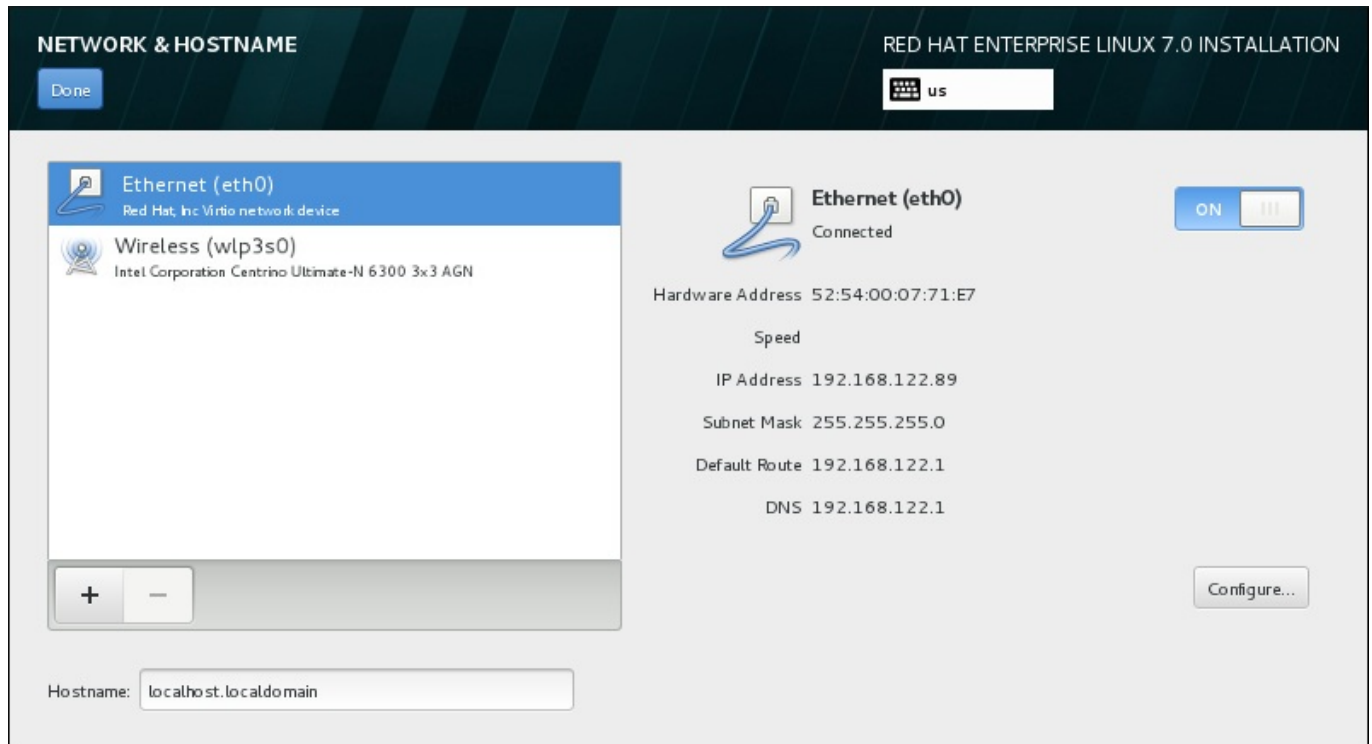 NETWORK & HOSTNAME
RED HAT ENTERPRISE LINUX 7.0 INSTALLATION
Done
us
Ethernet (eth0)
Red Hat, Inc Virtio network device
Wireless (wlp3s0)
Intel Corporation Centrino Ultimate-N 6300 3x3 AGN
Ethernet (eth0)
Connected
ON
Hardware Address 52:54:00:07:71:E7
Speed
IP Address 192.168.122.89
Subnet Mask 255.255.255.0
Default Route 192.168.122.1
DNS 192.168.122.1
+ −
Configure...
Hostname: localhost.localdomain